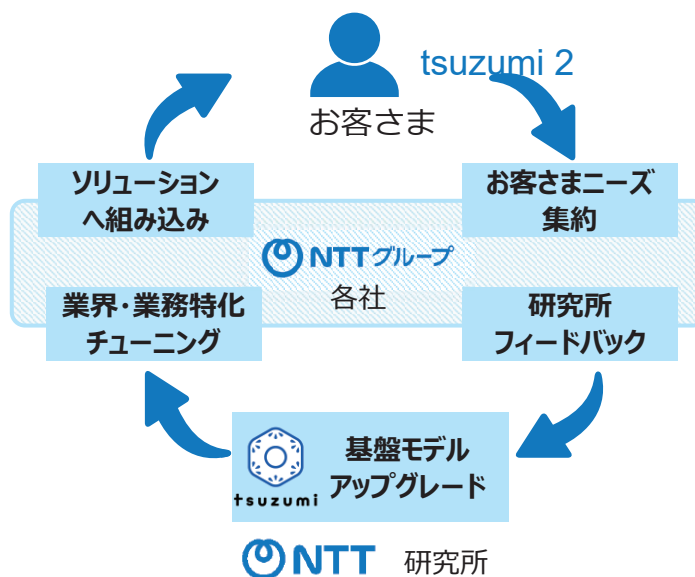 tsuzumi 2
お客さま
ソリューション
へ組み込み
お客さまニーズ
集約
NTTグループ
各社
業界・業務特化
チューニング
研究所
フィードバック
tsuzumi
基盤モデル
アップグレード
NTT 研究所